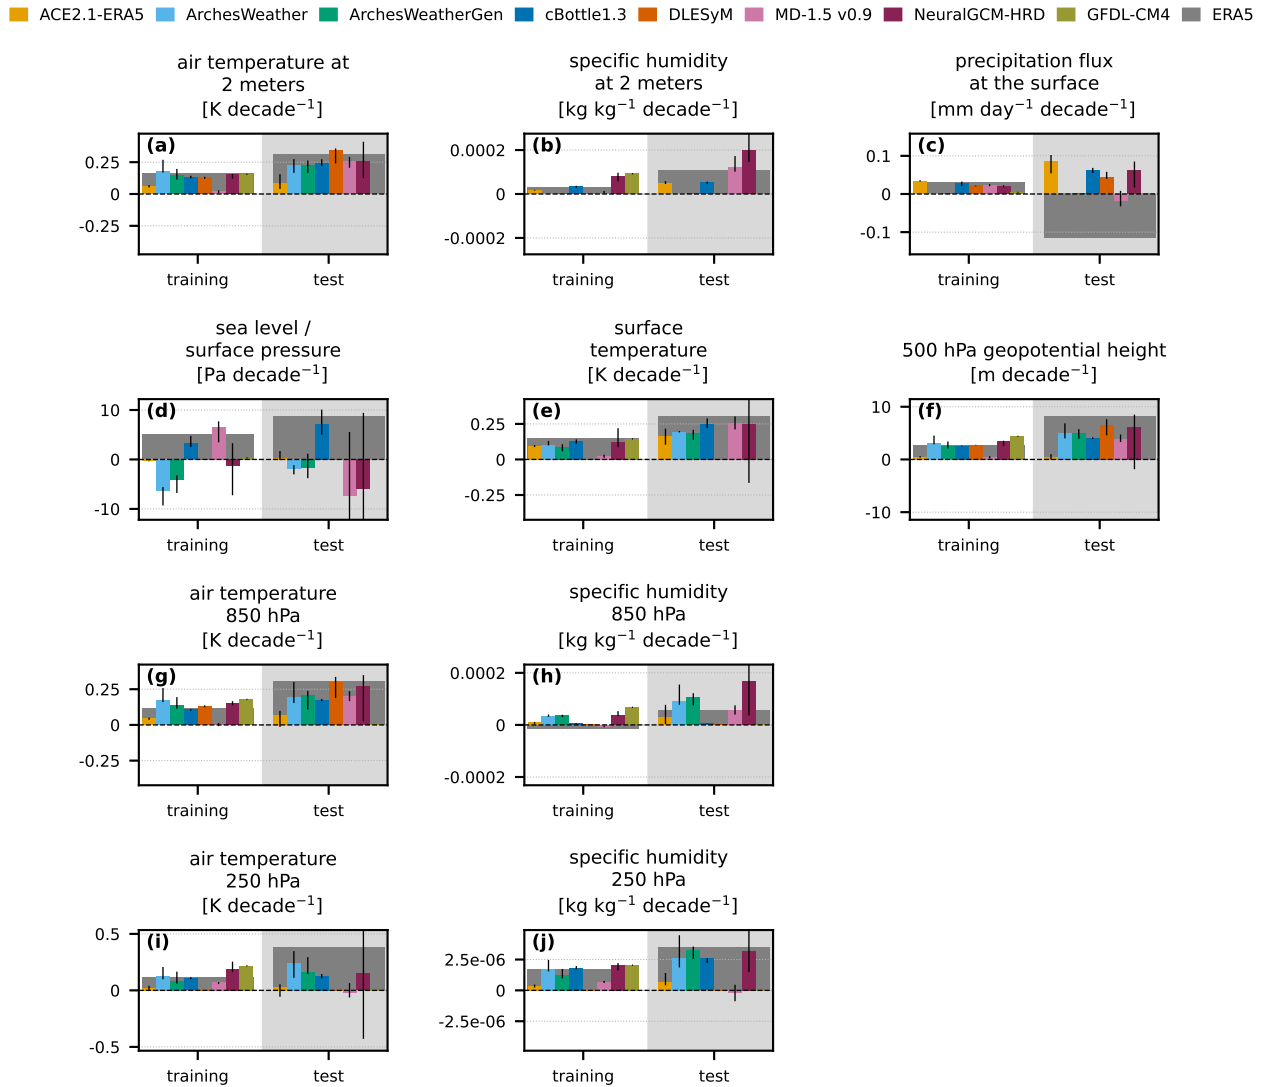 ACE2.1-ERA5 ArchesWeather ArchesWeatherGen cBottle1.3 DLESyM MD-1.5 v0.9 NeuralGCM-HRD GFDL-CM4 ERA5
air temperature at
2 meters
[K decade⁻¹]
(a)
0.25
0
-0.25
training test
specific humidity
at 2 meters
[kg kg⁻¹ decade⁻¹]
(b)
0.0002
0
-0.0002
training test
precipitation flux
at the surface
[mm day⁻¹ decade⁻¹]
(c)
0.1
0
-0.1
training test
sea level /
surface pressure
[Pa decade⁻¹]
(d)
10
0
-10
training test
surface
temperature
[K decade⁻¹]
(e)
0.25
0
-0.25
training test
500 hPa geopotential height
[m decade⁻¹]
(f)
10
0
-10
training test
air temperature
850 hPa
[K decade⁻¹]
(g)
0.25
0
-0.25
training test
specific humidity
850 hPa
[kg kg⁻¹ decade⁻¹]
(h)
0.0002
0
-0.0002
training test
air temperature
250 hPa
[K decade⁻¹]
(i)
0.5
0
-0.5
training test
specific humidity
250 hPa
[kg kg⁻¹ decade⁻¹]
(j)
2.5e-06
0
-2.5e-06
training test